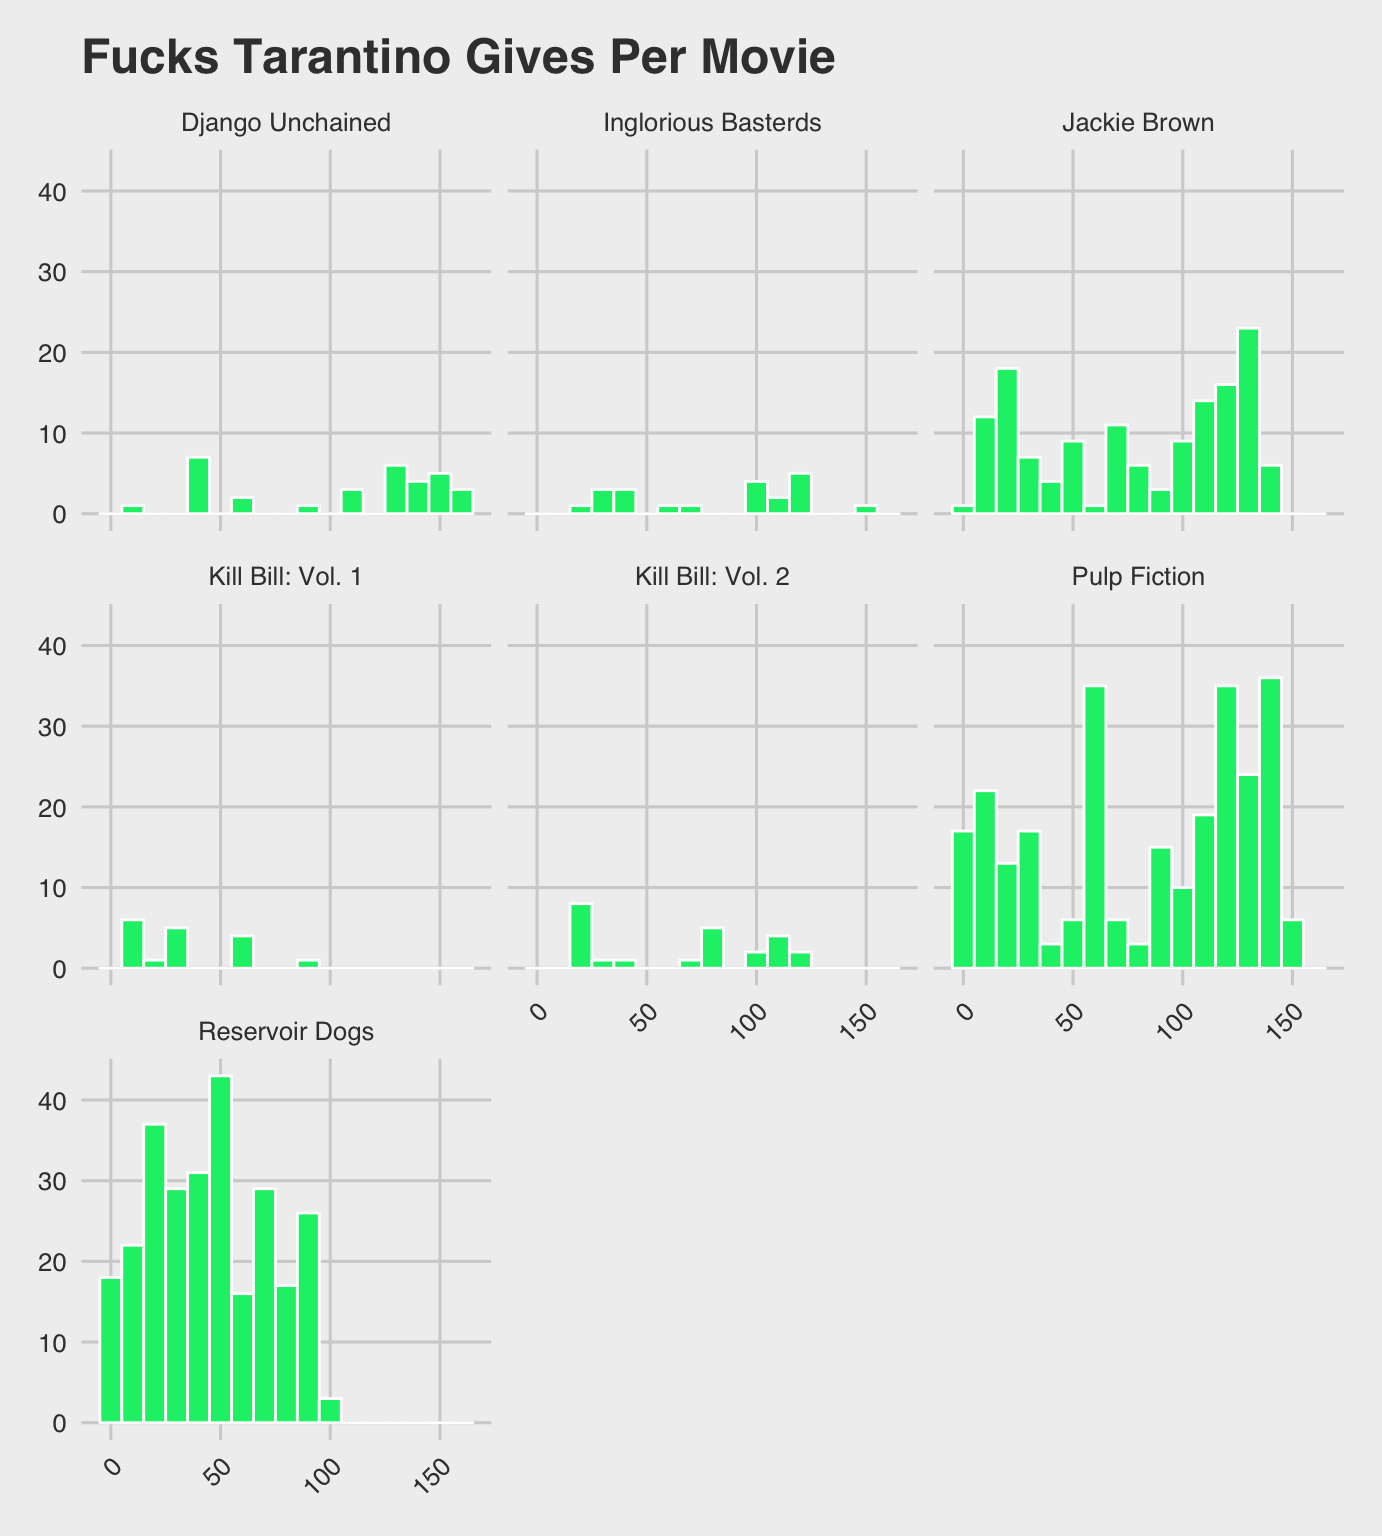 Fucks Tarantino Gives Per Movie
Django Unchained Inglorious Basterds Jackie Brown
40
30
20
10
0
Kill Bill: Vol. 1 Kill Bill: Vol. 2 Pulp Fiction
40
30
20
10
0
0 50 100 150 0 50 100 150
Reservoir Dogs
40
30
20
10
0
0 50 100 150